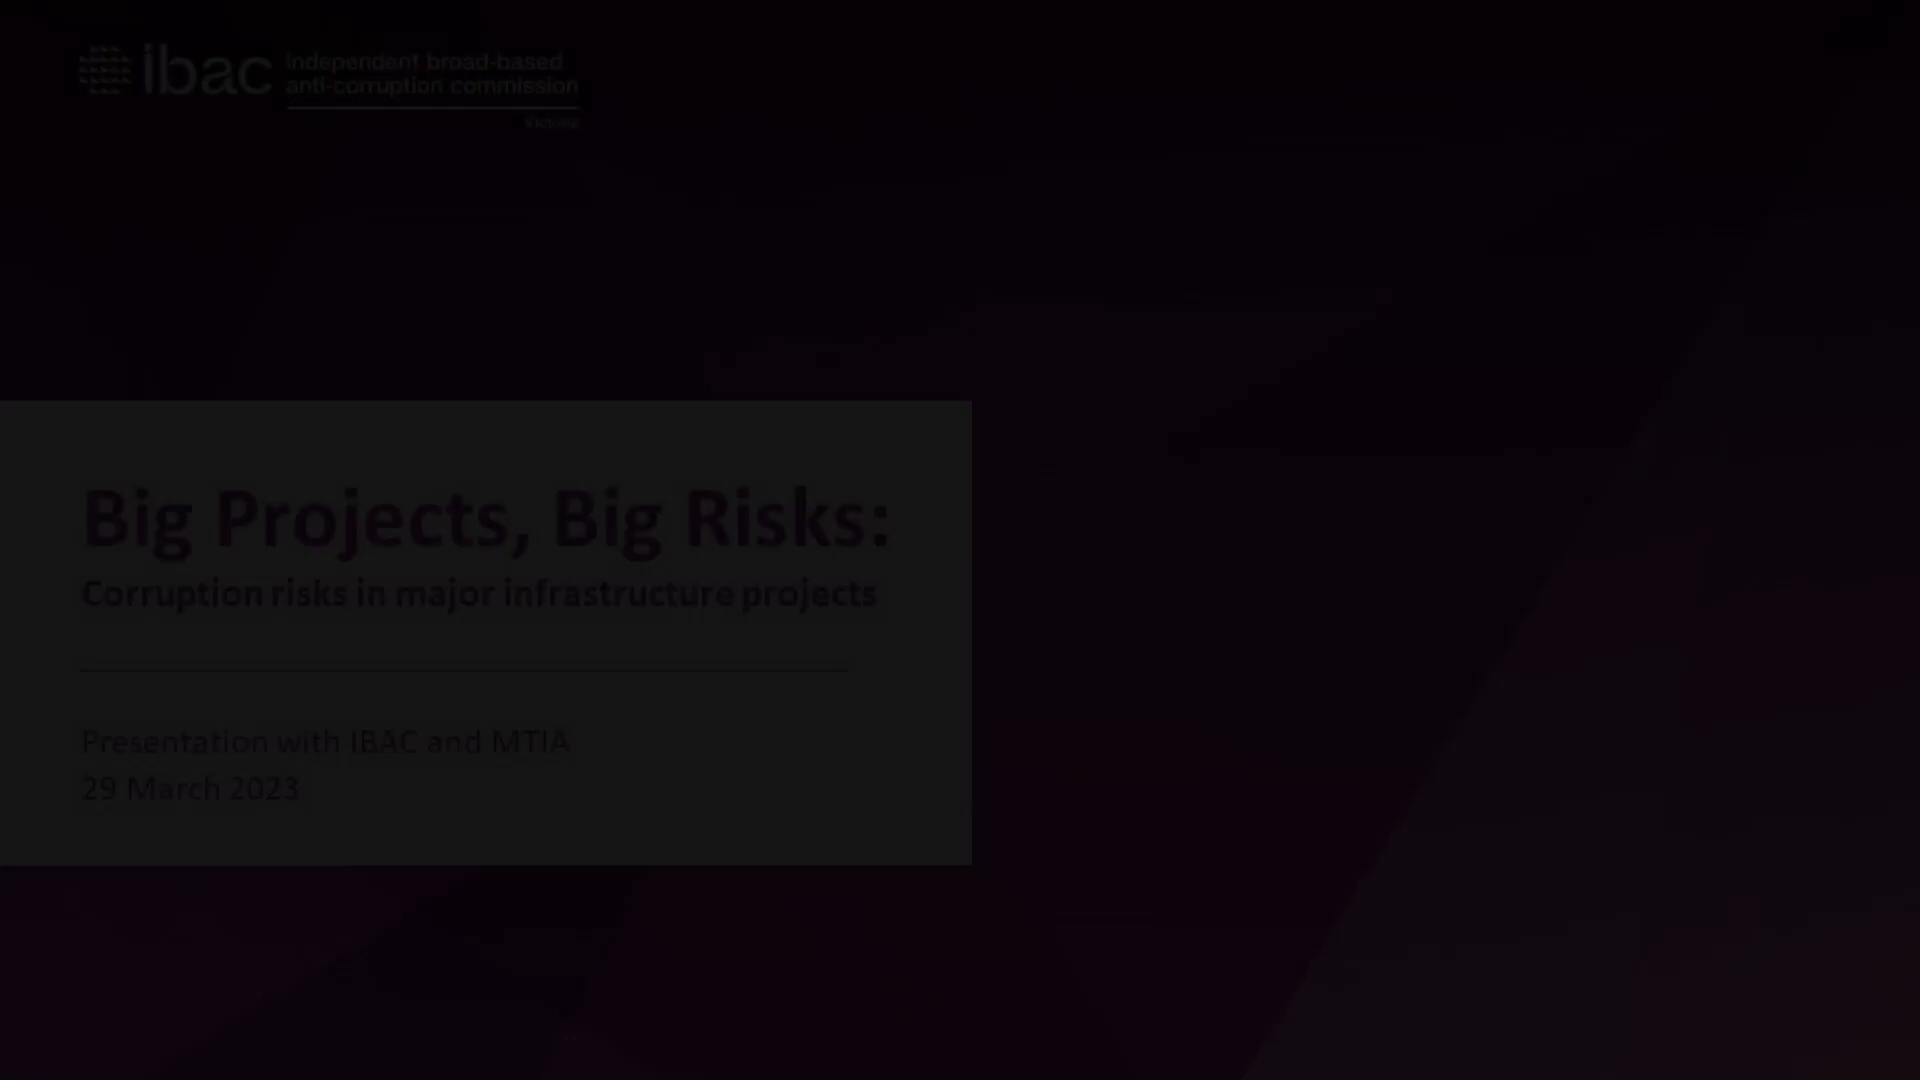 ibac
Independent broad-based
anti-corruption commission
Victoria
Big Projects, Big Risks:
Corruption risks in major infrastructure projects
Presentation with IBAC and MTIA
29 March 2023